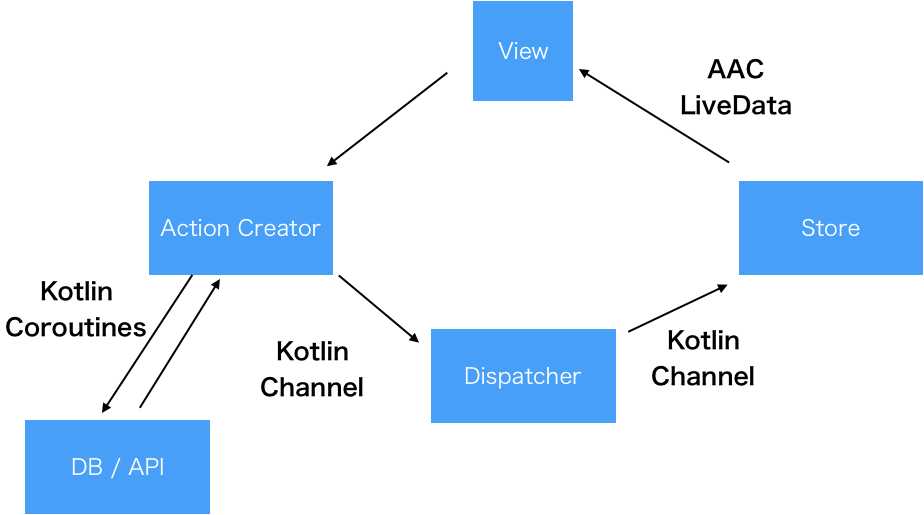 View
AAC
LiveData
Action Creator
Store
Kotlin
Coroutines
Kotlin
Channel
Dispatcher
Kotlin
Channel
DB / API